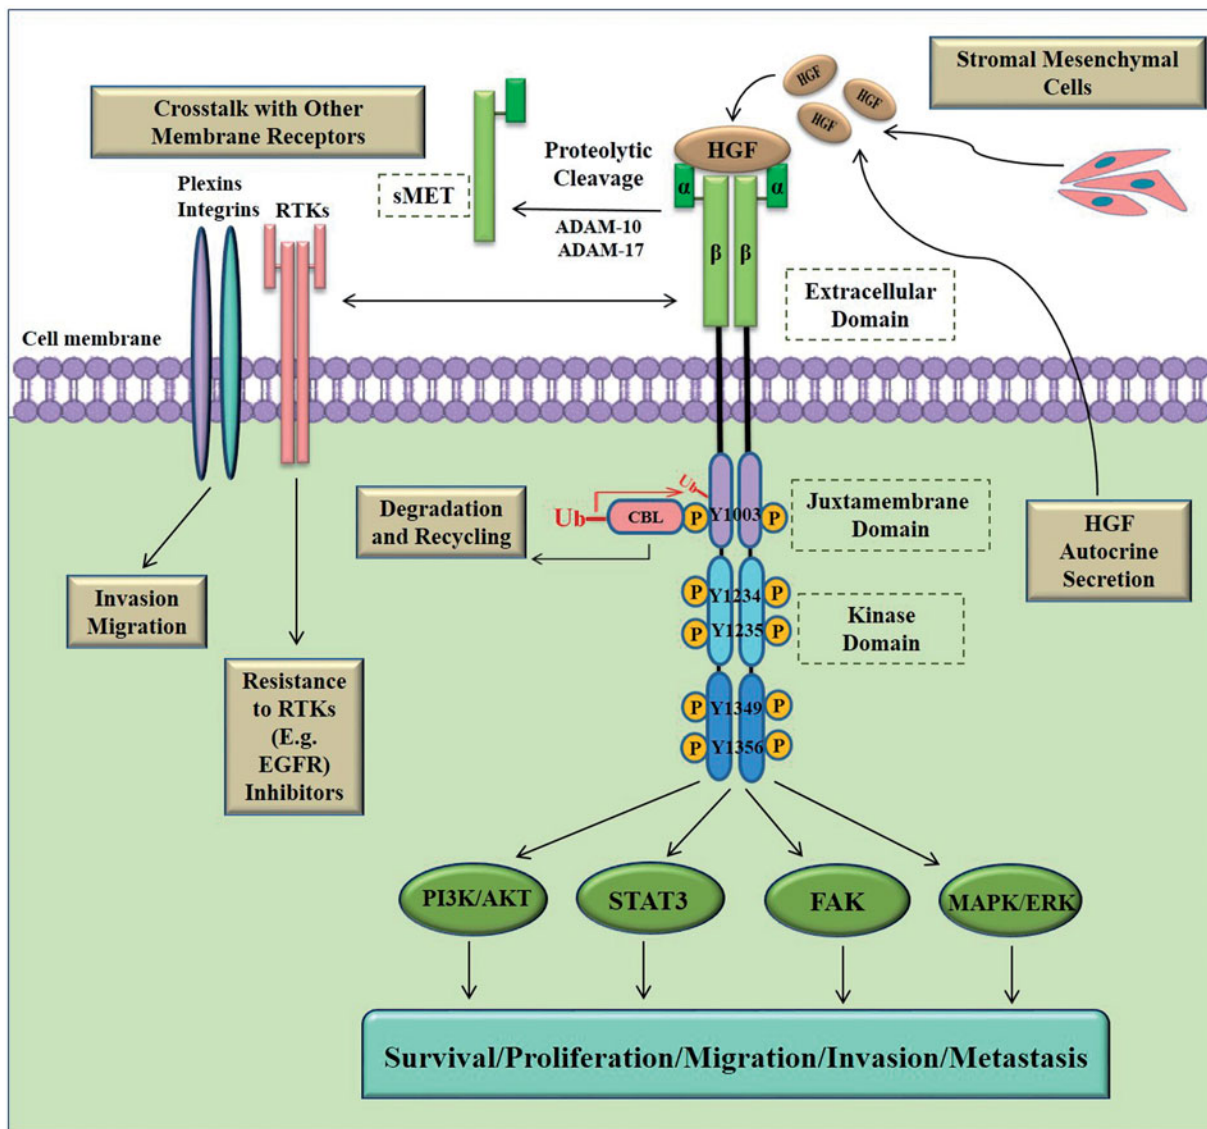 Stromal Mesenchymal
Cells
Crosstalk with Other
Membrane Receptors
HGF
HGF
HGF
HGF
Proteolytic
Cleavage
sMET
α
α
ADAM-10
ADAM-17
Plexins
Integrins
RTKs
β
β
Extracellular
Domain
Cell membrane
Degradation
and Recycling
Ub
Ub
CBL
P
Y1003
P
Juxtamembrane
Domain
HGF
Autocrine
Secretion
Invasion
Migration
P
Y1234
P
P
Y1235
P
Kinase
Domain
Resistance
to RTKs
(E.g.
EGFR)
Inhibitors
P
Y1349
P
P
Y1356
P
PI3K/AKT
STAT3
FAK
MAPK/ERK
Survival/Proliferation/Migration/Invasion/Metastasis